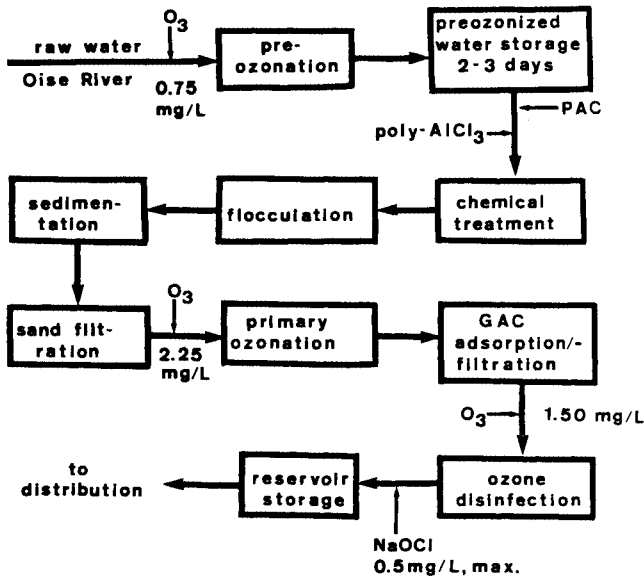 O3
raw water
Oise River
0.75
mg/L
pre-
ozonation
preozonized
water storage
2-3 days
PAC
poly-AlCl3
chemical
treatment
flocculation
sedimen-
tation
sand filt-
ration
O3
2.25
mg/L
primary
ozonation
GAC
adsorption/-
filtration
O3
1.50 mg/L
ozone
disinfection
NaOCl
0.5mg/L, max.
reservoir
storage
to
distribution